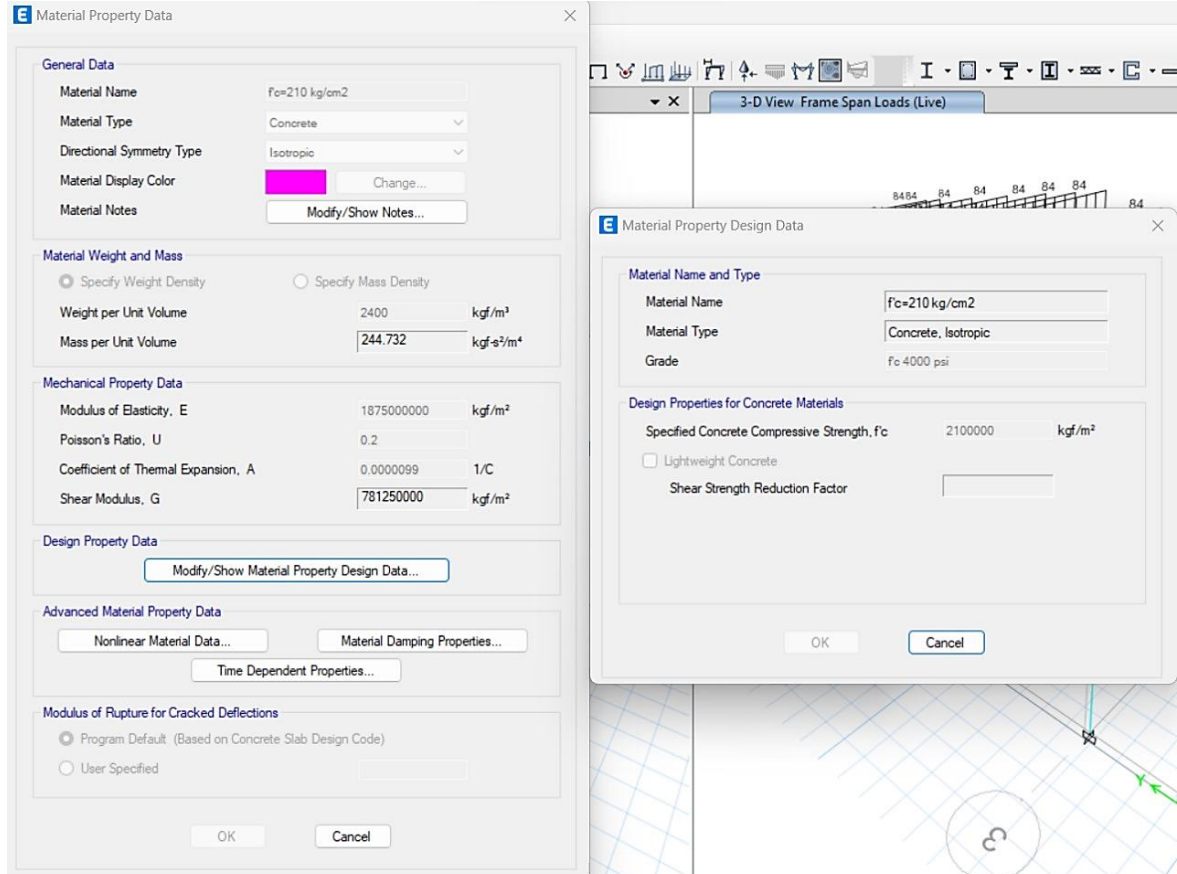 Material Property Data
General Data
Material Name f'c=210 kg/cm2
Material Type Concrete
Directional Symmetry Type Isotropic
Material Display Color Change...
Material Notes Modify/Show Notes...
Material Weight and Mass
Specify Weight Density Specify Mass Density
Weight per Unit Volume 2400 kgf/m³
Mass per Unit Volume 244.732 kgf-s²/m⁴
Mechanical Property Data
Modulus of Elasticity, E 1875000000 kgf/m²
Poisson's Ratio, U 0.2
Coefficient of Thermal Expansion, A 0.0000099 1/C
Shear Modulus, G 781250000 kgf/m²
Design Property Data
Modify/Show Material Property Design Data...
Advanced Material Property Data
Nonlinear Material Data... Material Damping Properties...
Time Dependent Properties...
Modulus of Rupture for Cracked Deflections
Program Default (Based on Concrete Slab Design Code)
User Specified
OK Cancel
3-D View Frame Span Loads (Live)
8484 84 84 84 84 84 84
Material Property Design Data
Material Name and Type
Material Name f'c=210 kg/cm2
Material Type Concrete, Isotropic
Grade f'c 4000 psi
Design Properties for Concrete Materials
Specified Concrete Compressive Strength, f'c 2100000 kgf/m²
Lightweight Concrete
Shear Strength Reduction Factor
OK Cancel
Y
3